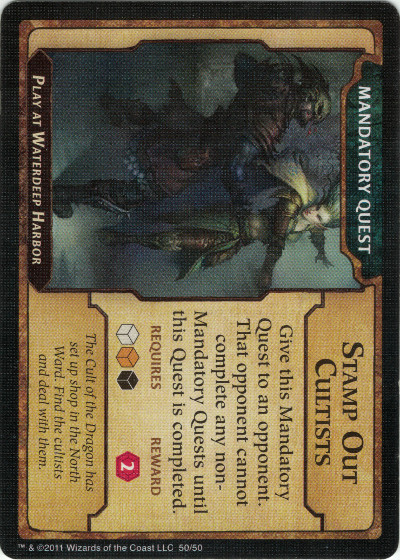 MANDATORY QUEST
STAMP OUT
CULTISTS
Give this Mandatory
Quest to an opponent.
That opponent cannot
complete any non-
Mandatory Quests until
this Quest is completed.
REQUIRES
REWARD
2
The Cult of the Dragon has
set up shop in the North
Ward. Find the cultists
and deal with them.
PLAY AT WATERDEEP HARBOR
™ & ©2011 Wizards of the Coast LLC 50/50